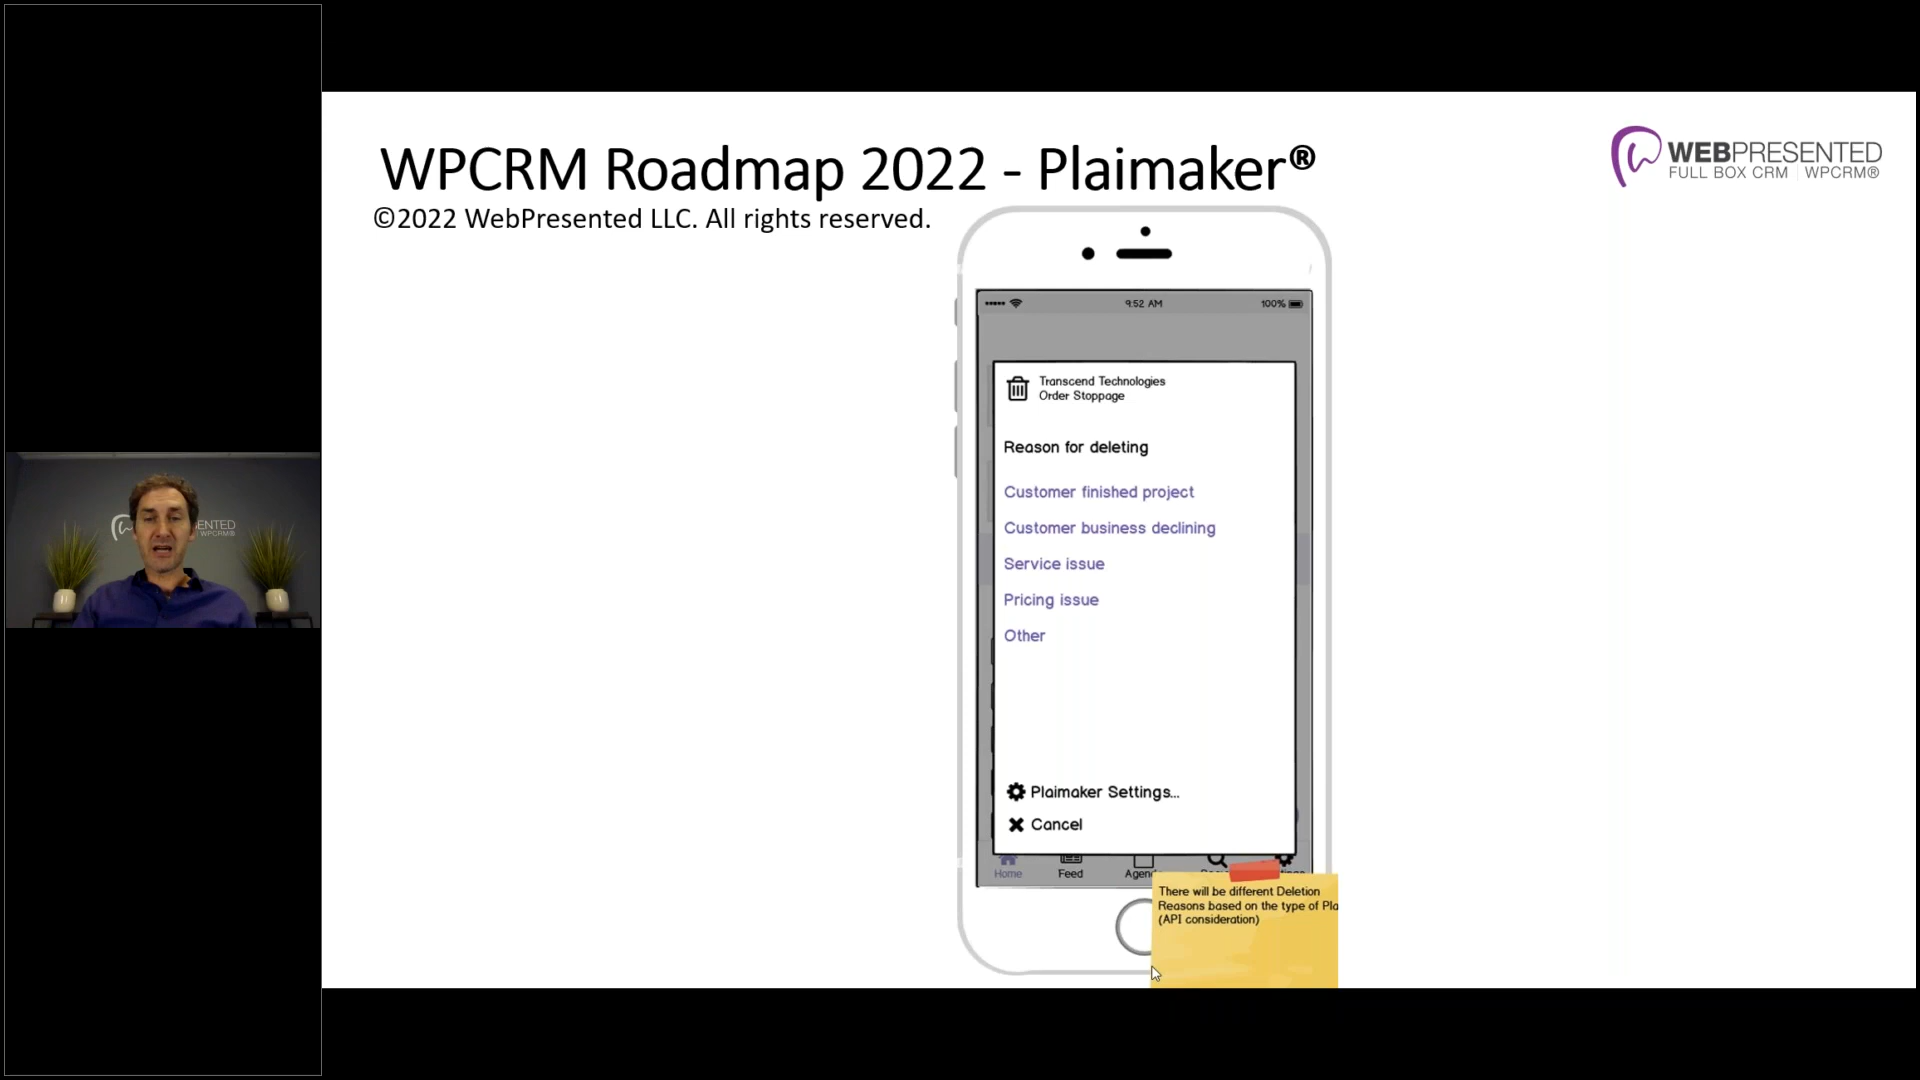 WPCRM Roadmap 2022 - Plaimaker®
©2022 WebPresented LLC. All rights reserved.
WEBPRESENTED
FULL BOX CRM | WPCRM®
9:52 AM
100%
Transcend Technologies
Order Stoppage
Reason for deleting
Customer finished project
Customer business declining
Service issue
Pricing issue
Other
Plaimaker Settings...
Cancel
Home
Feed
There will be different Deletion
Reasons based on the type of
(API consideration)
ENTED
WPCRM®